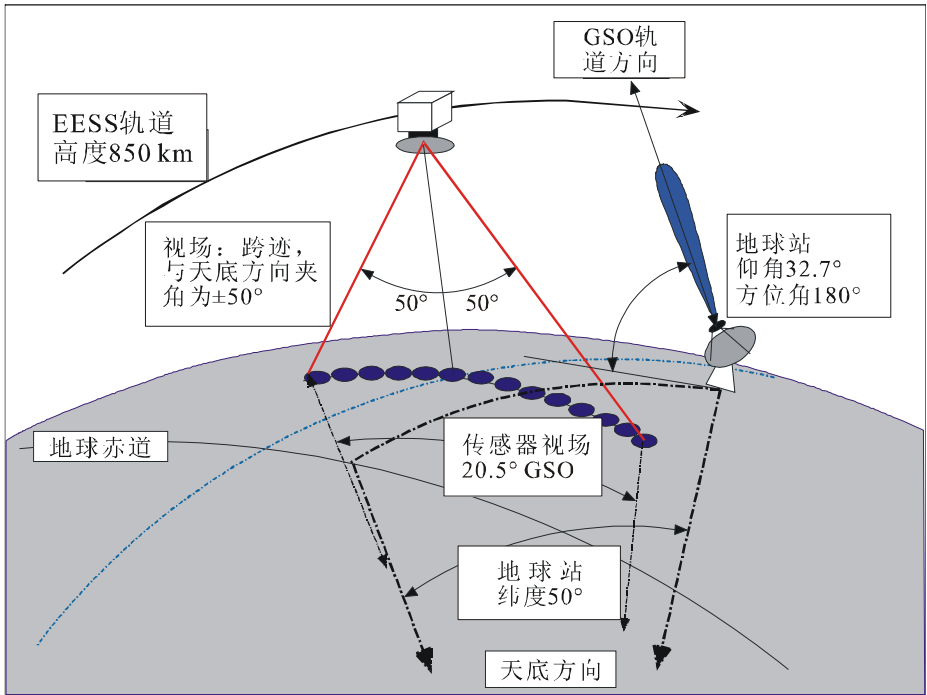 GSO轨
道方向
EESS轨道
高度850 km
视场：跨迹，
与天底方向夹
角为±50°
50°
50°
地球站
仰角32.7°
方位角180°
地球赤道
传感器视场
20.5° GSO
地球站
纬度50°
天底方向